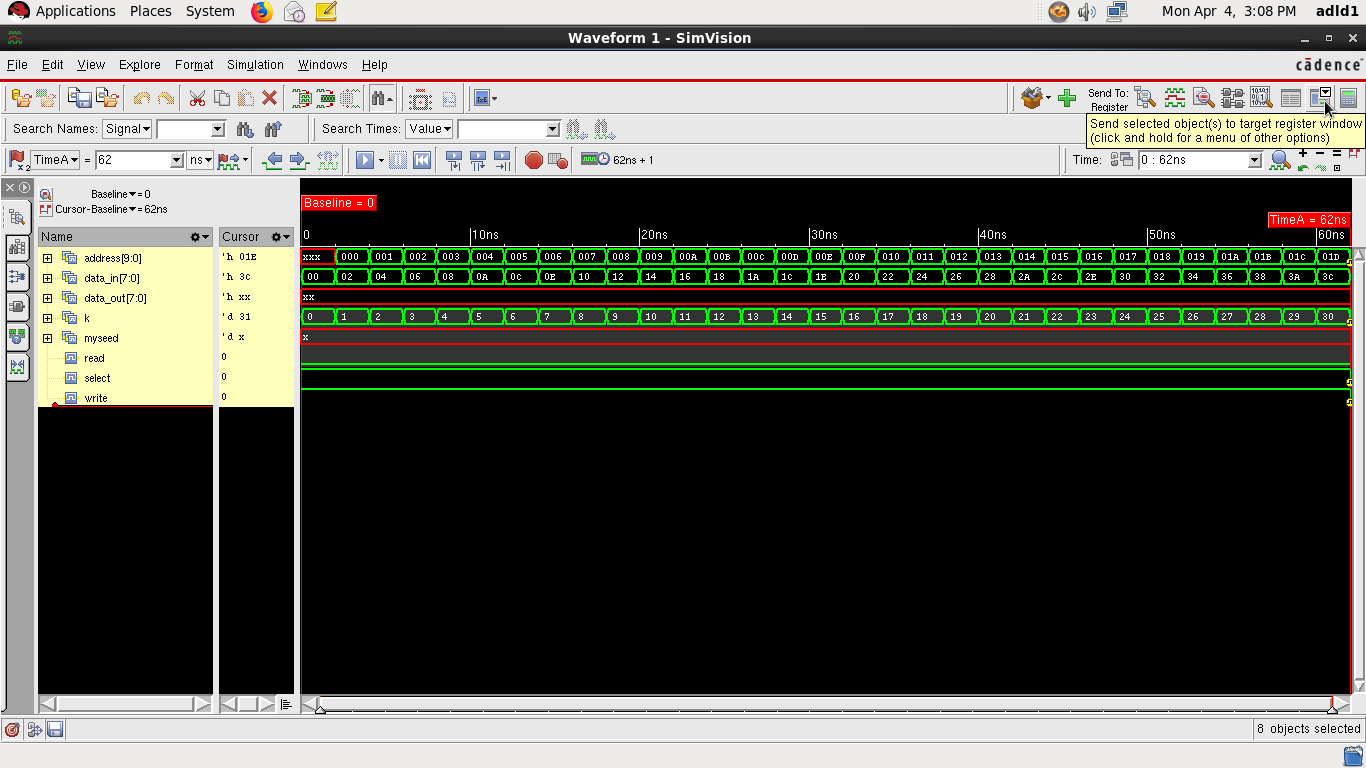 Applications Places System Mon Apr 4, 3:08 PM adld1
Waveform 1 - SimVision
File Edit View Explore Format Simulation Windows Help cādence
Send To:
Register
Search Names: Signal Search Times: Value
Send selected object(s) to target register window
(click and hold for a menu of other options)
TimeA = 62 ns 62ns + 1 Time: 0 : 62ns
Baseline = 0
Cursor-Baseline = 62ns
Baseline = 0
TimeA = 62ns
Name Cursor 0 10ns 20ns 30ns 40ns 50ns 60ns
address[9:0] 'h 01E xxx 000 001 002 003 004 005 006 007 008 009 00A 00B 00C 00D 00E 00F 010 011 012 013 014 015 016 017 018 019 01A 01B 01C 01D
data_in[7:0] 'h 3C 00 02 04 06 08 0A 0C 0E 10 12 14 16 18 1A 1C 1E 20 22 24 26 28 2A 2C 2E 30 32 34 36 38 3A 3C
data_out[7:0] 'h xx xx
k 'd 31 0 1 2 3 4 5 6 7 8 9 10 11 12 13 14 15 16 17 18 19 20 21 22 23 24 25 26 27 28 29 30
myseed 'd x x
read 0
select 0
write 0
8 objects selected